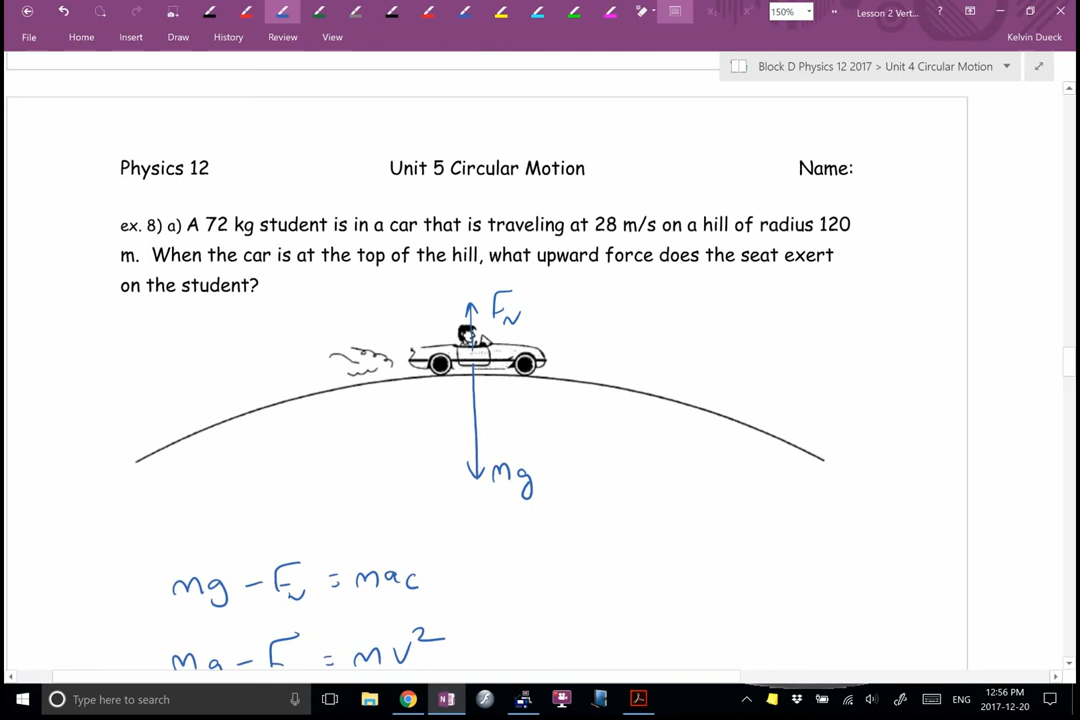 150%
Lesson 2 Vert...
?
File
Home
Insert
Draw
History
Review
View
Kelvin Dueck
Block D Physics 12 2017 > Unit 4 Circular Motion
Physics 12
Unit 5 Circular Motion
Name:
ex. 8) a) A 72 kg student is in a car that is traveling at 28 m/s on a hill of radius 120
m. When the car is at the top of the hill, what upward force does the seat exert
on the student?
FN
mg
mg - FN = mac
mg - F = mv²
Type here to search
ENG
12:56 PM
2017-12-20